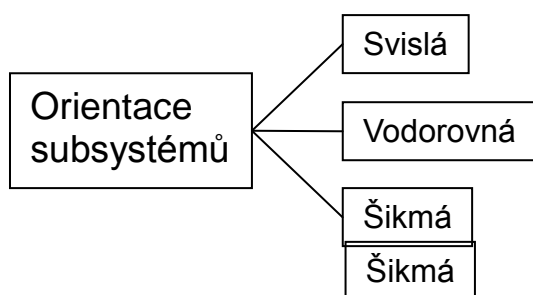 Orientace
subsystémů
Svislá
Vodorovná
Šikmá
Šikmá